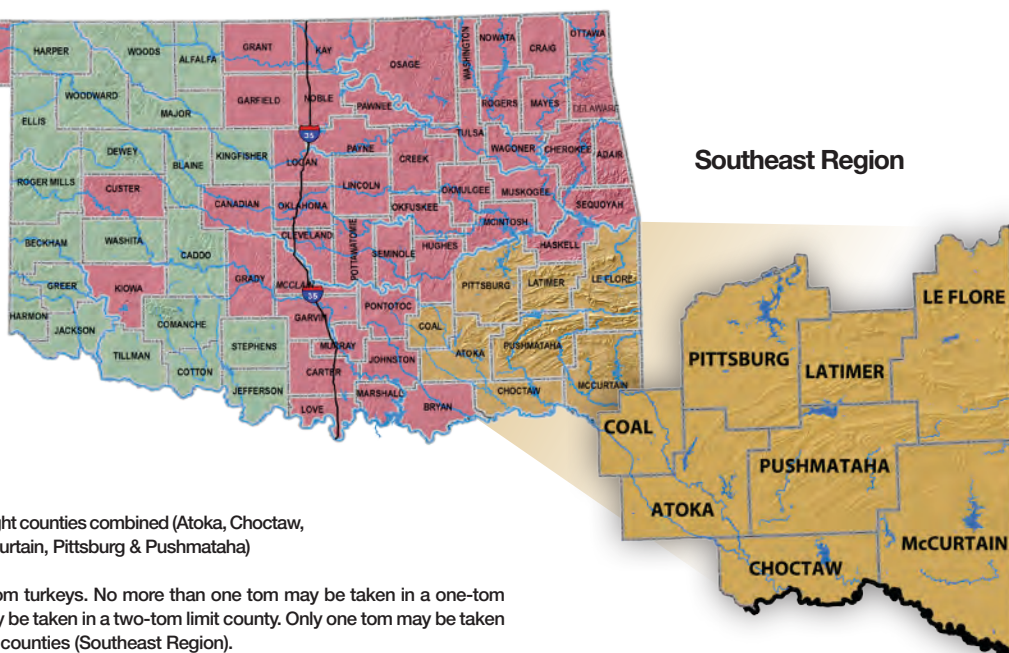 HARPER
WOODS
ALFALFA
GRANT
KAY
OSAGE
WASHINGTON
NOWATA
CRAIG
OTTAWA
WOODWARD
GARFIELD
NOBLE
PAWNEE
ROGERS
MAYES
DELAWARE
ELLIS
MAJOR
35
TULSA
DEWEY
BLAINE
KINGFISHER
LOGAN
PAYNE
CREEK
WAGONER
CHEROKEE
ADAIR
ROGER MILLS
CUSTER
CANADIAN
OKLAHOMA
LINCOLN
OKFUSKEE
OKMULGEE
MUSKOGEE
SEQUOYAH
BECKHAM
WASHITA
CADDO
CLEVELAND
POTTAWATOMIE
SEMINOLE
HUGHES
MCINTOSH
HASKELL
GREER
KIOWA
GRADY
MCCLAIN
35
PONTOTOC
PITTSBURG
LATIMER
LE FLORE
HARMON
JACKSON
COMANCHE
GARVIN
COAL
TILLMAN
COTTON
STEPHENS
MURRAY
JOHNSTON
ATOKA
PUSHMATAHA
JEFFERSON
CARTER
MARSHALL
LOVE
BRYAN
CHOCTAW
MCCURTAIN
Southeast Region
LE FLORE
PITTSBURG
LATIMER
COAL
PUSHMATAHA
ATOKA
McCURTAIN
CHOCTAW
ght counties combined (Atoka, Choctaw,
urtain, Pittsburg & Pushmataha)
om turkeys. No more than one tom may be taken in a one-tom
y be taken in a two-tom limit county. Only one tom may be taken
counties (Southeast Region).